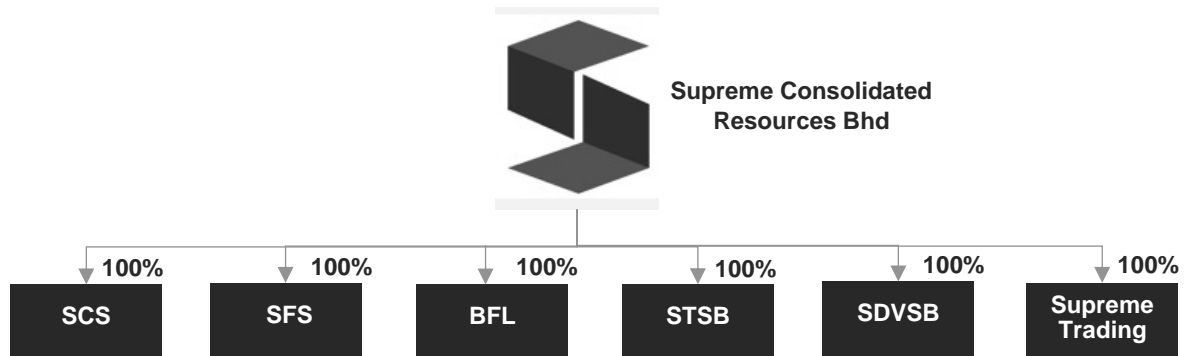 Supreme Consolidated
Resources Bhd
100%
100%
100%
100%
100%
100%
SCS
SFS
BFL
STSB
SDVSB
Supreme
Trading